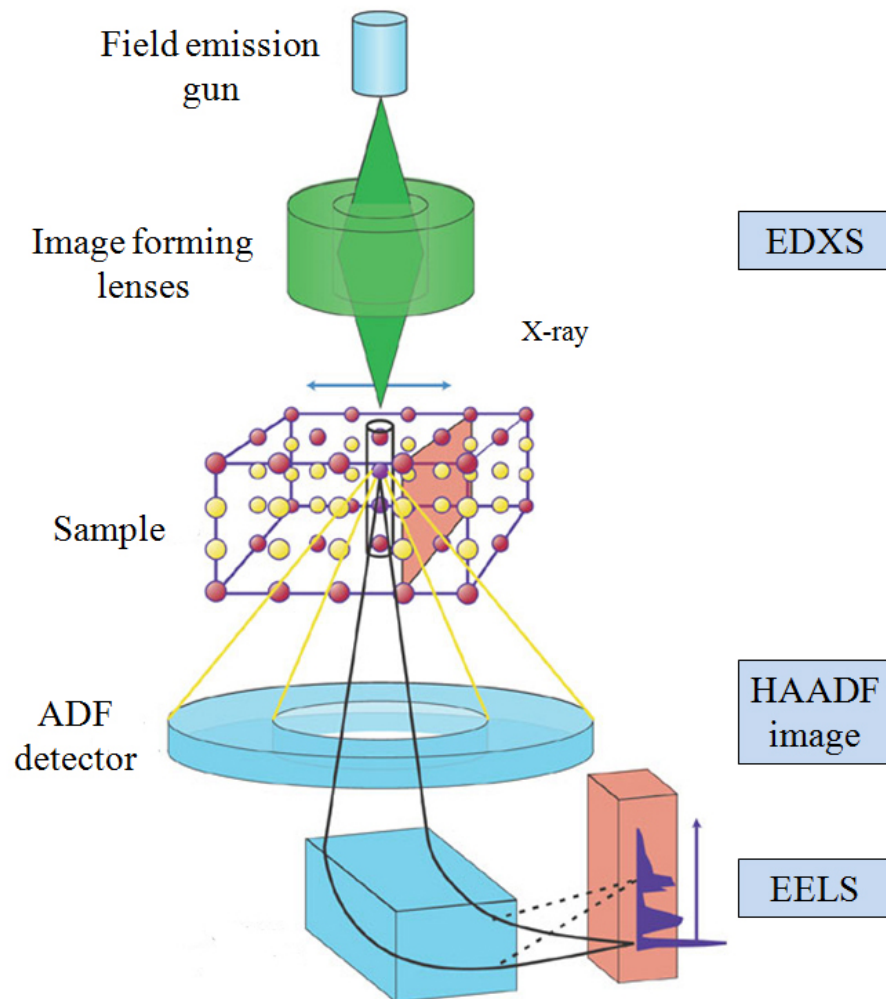 Field emission
gun
Image forming
lenses
EDXS
X-ray
Sample
ADF
detector
HAADF
image
EELS